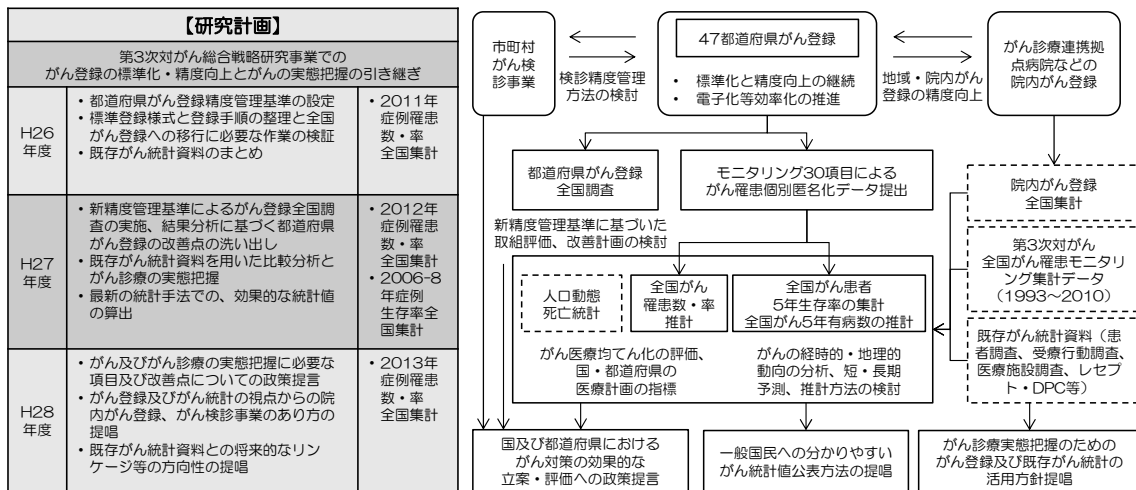 【研究計画】
第3次対がん総合戦略研究事業での
がん登録の標準化・精度向上とがんの実態把握の引き継ぎ
H26
年度
• 都道府県がん登録精度管理基準の設定
• 標準登録様式と登録手順の整理と全国
がん登録への移行に必要な作業の検証
• 既存がん統計資料のまとめ
• 2011年
症例罹患
数・率
全国集計
H27
年度
• 新精度管理基準によるがん登録全国調
査の実施、結果分析に基づく都道府県
がん登録の改善点の洗い出し
• 既存がん統計資料を用いた比較分析と
がん診療の実態把握
• 最新の統計手法での、効果的な統計値
の算出
• 2012年
症例罹患
数・率
全国集計
• 2006-8
年症例
生存率全
国集計
H28
年度
• がん及びがん診療の実態把握に必要な
項目及び改善点についての政策提言
• がん登録及びがん統計の視点からの院
内がん登録、がん検診事業のあり方の
提唱
• 既存がん統計資料との将来的なリン
ケージ等の方向性の提唱
• 2013年
症例罹患
数・率
全国集計
市町村
がん検
診事業
検診精度管理
方法の検討
47都道府県がん登録
• 標準化と精度向上の継続
• 電子化等効率化の推進
地域・院内がん
登録の精度向上
がん診療連携拠
点病院などの
院内がん登録
都道府県がん登録
全国調査
モニタリング30項目による
がん罹患個別匿名化データ提出
院内がん登録
全国集計
新精度管理基準に基づいた
取組評価、改善計画の検討
第3次対がん
全国がん罹患モニタ
リング集計データ
（1993～2010）
人口動態
死亡統計
全国がん
罹患数・率
推計
全国がん患者
5年生存率の集計
全国がん5年有病数の推計
既存がん統計資料（患
者調査、受療行動調査、
医療施設調査、レセプ
ト・DPC等）
がん医療均てん化の評価、
国・都道府県の
医療計画の指標
がんの経時的・地理的
動向の分析、短・長期
予測、推計方法の検討
国及び都道府県における
がん対策の効果的な
立案・評価への政策提言
一般国民への分かりやすい
がん統計値公表方法の提唱
がん診療実態把握のための
がん登録及び既存がん統計の
活用方針提唱